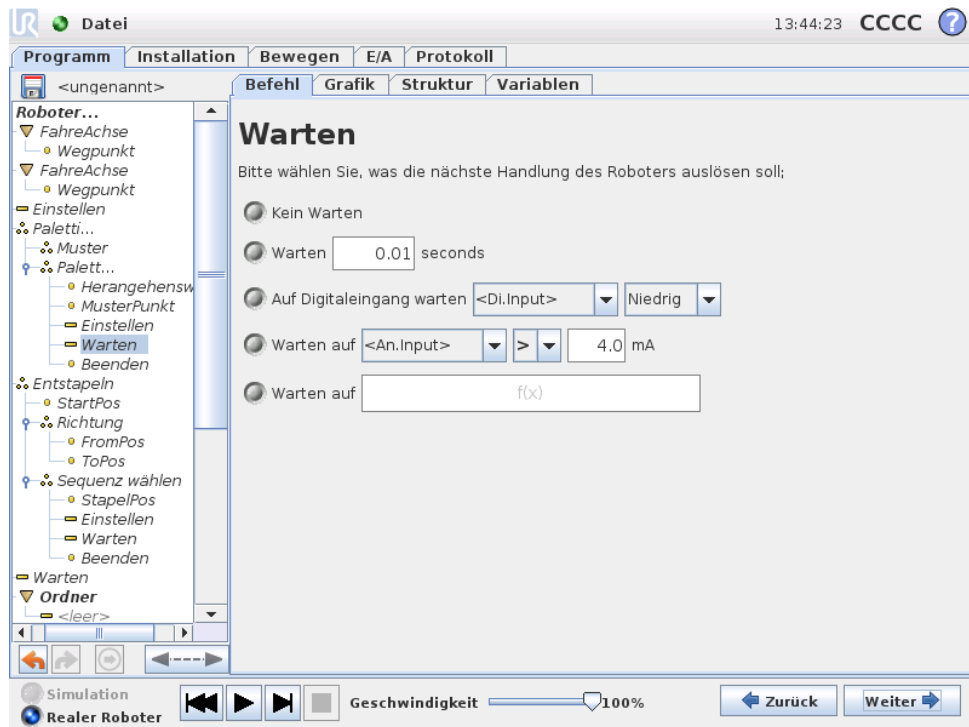 UR Datei 13:44:23 CCCC ?
Programm Installation Bewegen E/A Protokoll
<ungenannt>
Befehl Grafik Struktur Variablen
Roboter...
FahreAchse
Wegpunkt
FahreAchse
Wegpunkt
Einstellen
Paletti...
Muster
Palett...
Herangehensw
MusterPunkt
Einstellen
Warten
Beenden
Entstapeln
StartPos
Richtung
FromPos
ToPos
Sequenz wählen
StapelPos
Einstellen
Warten
Beenden
Warten
Ordner
<leer>
Warten
Bitte wählen Sie, was die nächste Handlung des Roboters auslösen soll;
Kein Warten
Warten 0.01 seconds
Auf Digitaleingang warten <Di.Input> Niedrig
Warten auf <An.Input> > 4.0 mA
Warten auf f(x)
Simulation
Realer Roboter
Geschwindigkeit 100%
Zurück Weiter